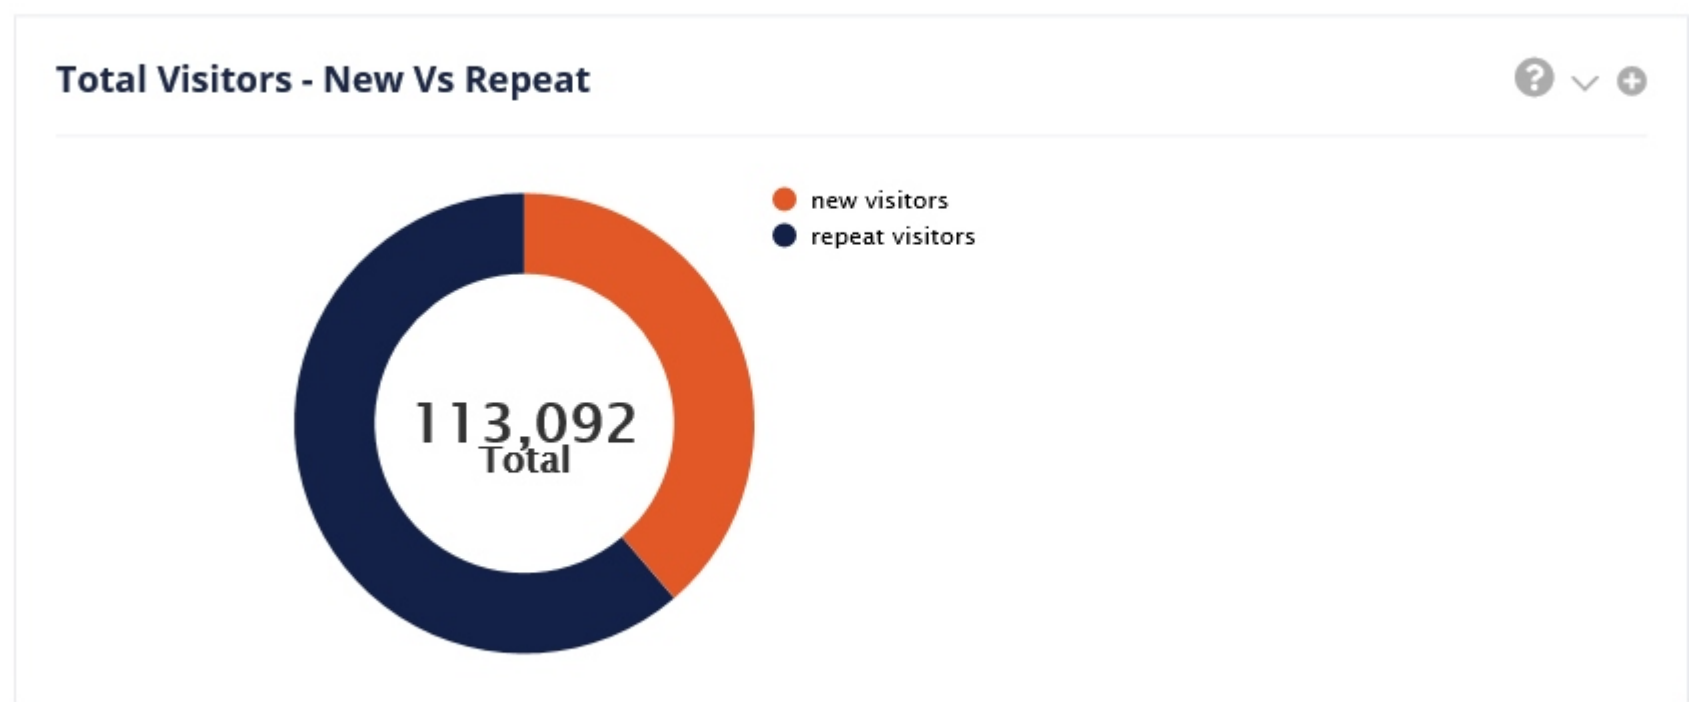 Total Visitors - New Vs Repeat
new visitors
repeat visitors
113,092
Total